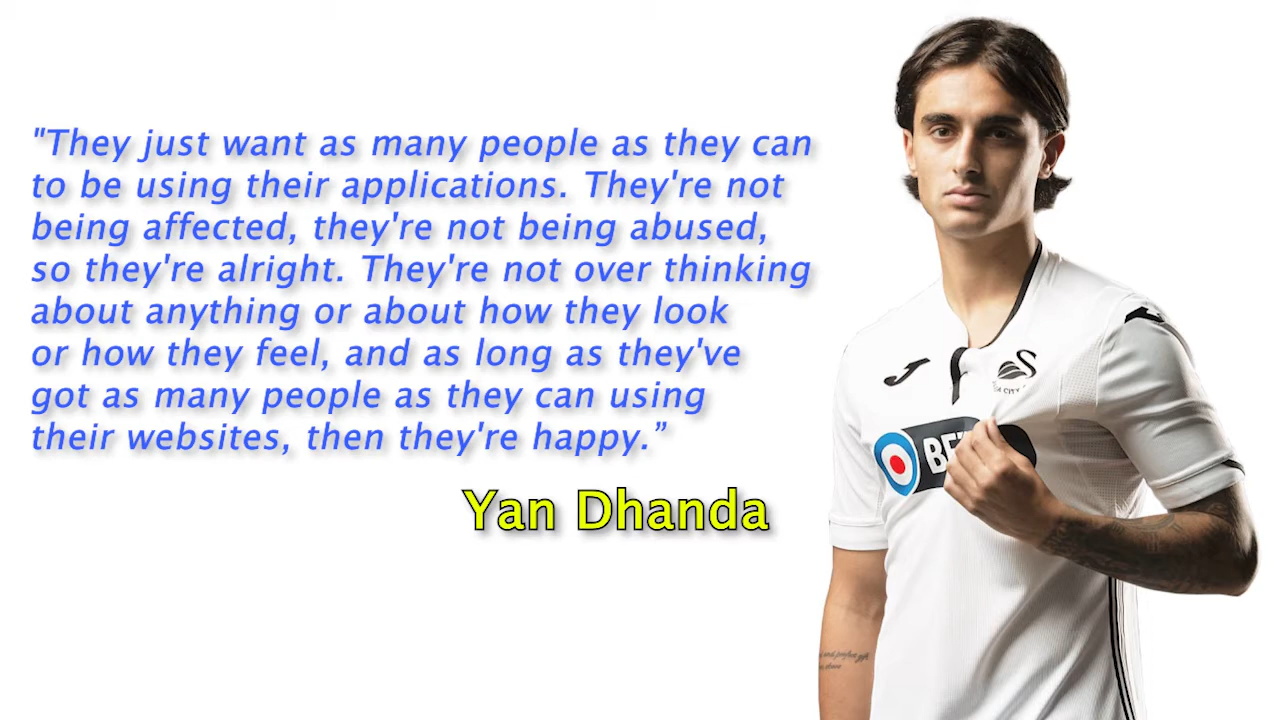 "They just want as many people as they can
to be using their applications. They're not
being affected, they're not being abused,
so they're alright. They're not over thinking
about anything or about how they look
or how they feel, and as long as they've
got as many people as they can using
their websites, then they're happy.”
Yan Dhanda
BET